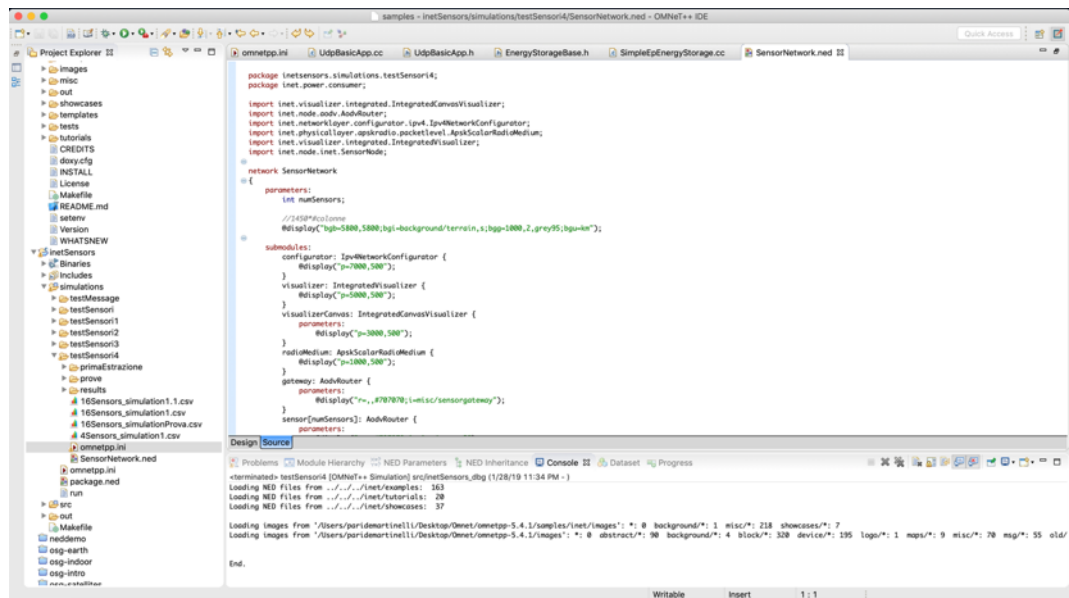 samples - inetSensors/simulations/testSensori4/SensorNetwork.ned - OMNeT++ IDE
Quick Access
Project Explorer
images
misc
out
showcases
templates
tests
tutorials
CREDITS
doxy.cfg
INSTALL
License
Makefile
README.md
setenv
Version
WHATSNEW
inetSensors
Binaries
Includes
simulations
testMessage
testSensori
testSensori1
testSensori2
testSensori3
testSensori4
primaEstrazione
prove
results
16Sensors_simulation1.1.csv
16Sensors_simulation1.csv
16Sensors_simulationProva.csv
4Sensors_simulation1.csv
omnetpp.ini
SensorNetwork.ned
omnetpp.ini
package.ned
run
src
out
Makefile
neddemo
osg-earth
osg-indoor
osg-intro
osg-satellites
omnetpp.ini
UdpBasicApp.cc
UdpBasicApp.h
EnergyStorageBase.h
SimpleEpEnergyStorage.cc
SensorNetwork.ned
package inetsensors.simulations.testSensori4;
package inet.power.consumer;
import inet.visualizer.integrated.IntegratedCanvasVisualizer;
import inet.node.aodv.AodvRouter;
import inet.networklayer.configurator.ipv4.Ipv4NetworkConfigurator;
import inet.physicallayer.apskradio.packetlevel.ApskScalarRadioMedium;
import inet.visualizer.integrated.IntegratedVisualizer;
import inet.node.inet.SensorNode;
network SensorNetwork
{
parameters:
int numSensors;
//1450*#colonne
@display("bgb=5800,5800;bgi=background/terrain,s;bgg=1000,2,grey95;bgu=km");
submodules:
configurator: Ipv4NetworkConfigurator {
@display("p=7000,500");
}
visualizer: IntegratedVisualizer {
@display("p=5000,500");
}
visualizerCanvas: IntegratedCanvasVisualizer {
parameters:
@display("p=3000,500");
}
radioMedium: ApskScalarRadioMedium {
@display("p=1000,500");
}
gateway: AodvRouter {
parameters:
@display("r=,,#707070;i=misc/sensorgateway");
}
sensor[numSensors]: AodvRouter {
parameters:
Design Source
Problems Module Hierarchy NED Parameters NED Inheritance Console Dataset Progress
<terminated> testSensori4 [OMNeT++ Simulation] src/inetSensors_dbg (1/28/19 11:34 PM - )
Loading NED files from ../../../inet/examples: 163
Loading NED files from ../../../inet/tutorials: 20
Loading NED files from ../../../inet/showcases: 37
Loading images from '/Users/paridemartinelli/Desktop/Omnet/omnetpp-5.4.1/samples/inet/images': *: 0 background/*: 1 misc/*: 218 showcases/*: 7
Loading images from '/Users/paridemartinelli/Desktop/Omnet/omnetpp-5.4.1/images': *: 0 abstract/*: 90 background/*: 4 block/*: 320 device/*: 195 logo/*: 1 maps/*: 9 misc/*: 70 msg/*: 55 old/
End.
Writable Insert 1 : 1